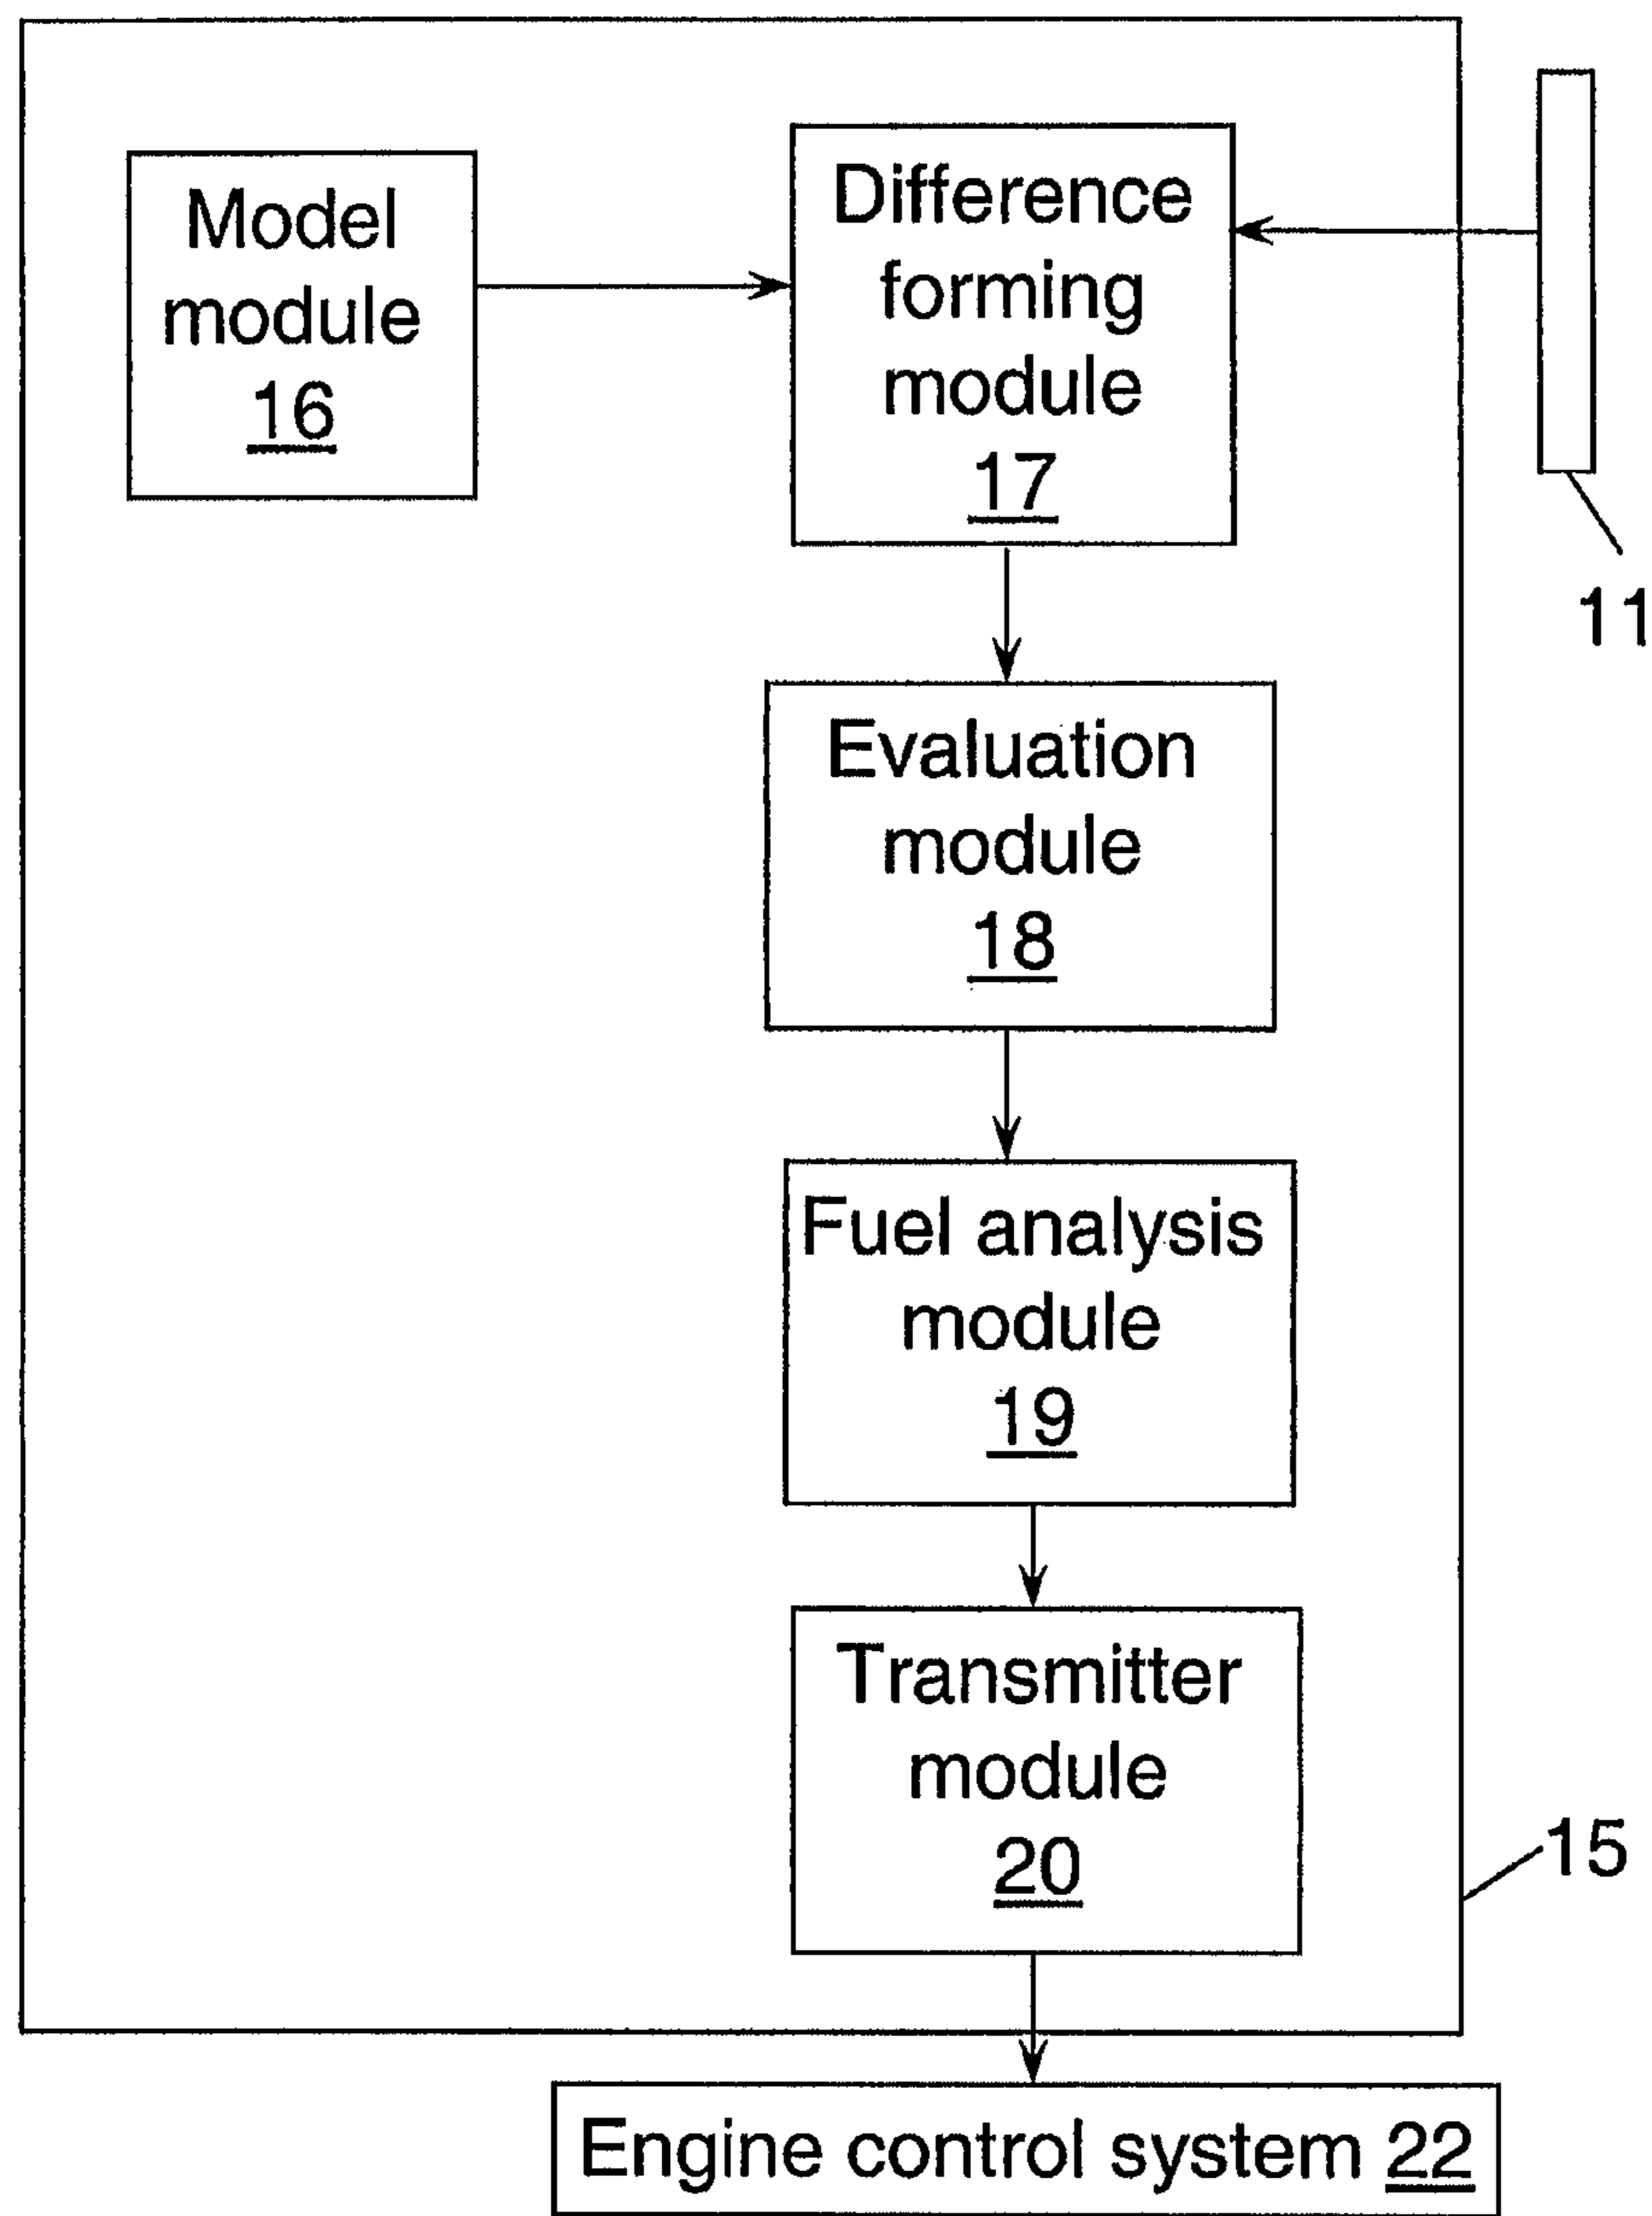 Model
module
16
Difference
forming
module
17
11
Evaluation
module
18
Fuel analysis
module
19
Transmitter
module
20
15
Engine control system 22